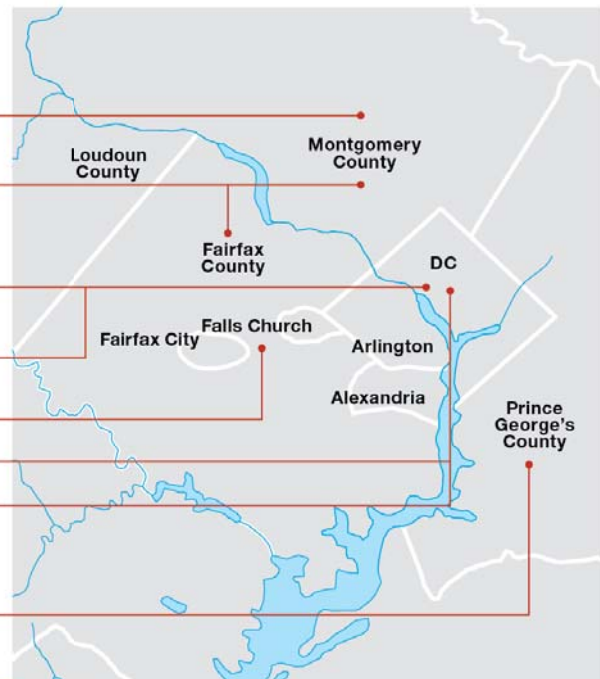 Loudoun
County
Montgomery
County
Fairfax
County
DC
Fairfax City
Falls Church
Arlington
Alexandria
Prince
George's
County